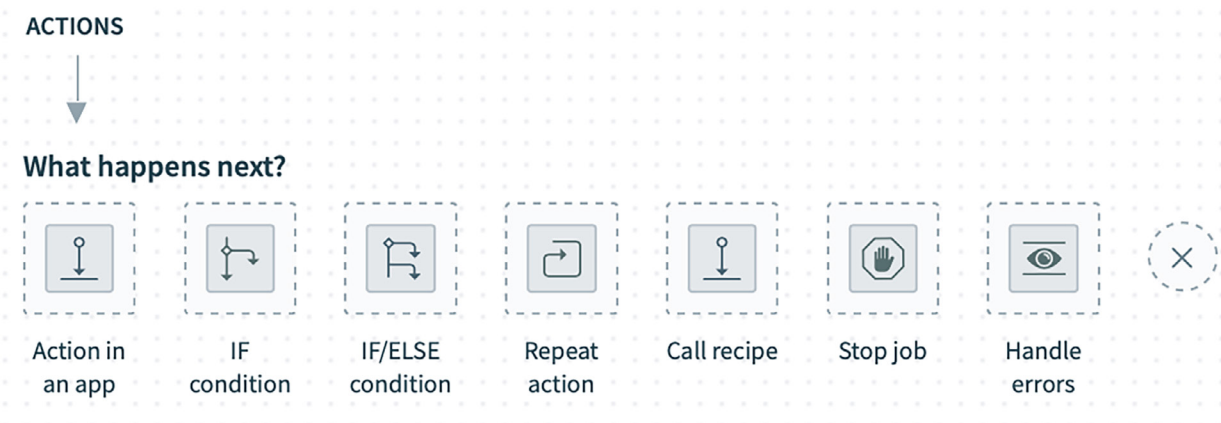 ACTIONS
What happens next?
Action in
an app
IF
condition
IF/ELSE
condition
Repeat
action
Call recipe
Stop job
Handle
errors